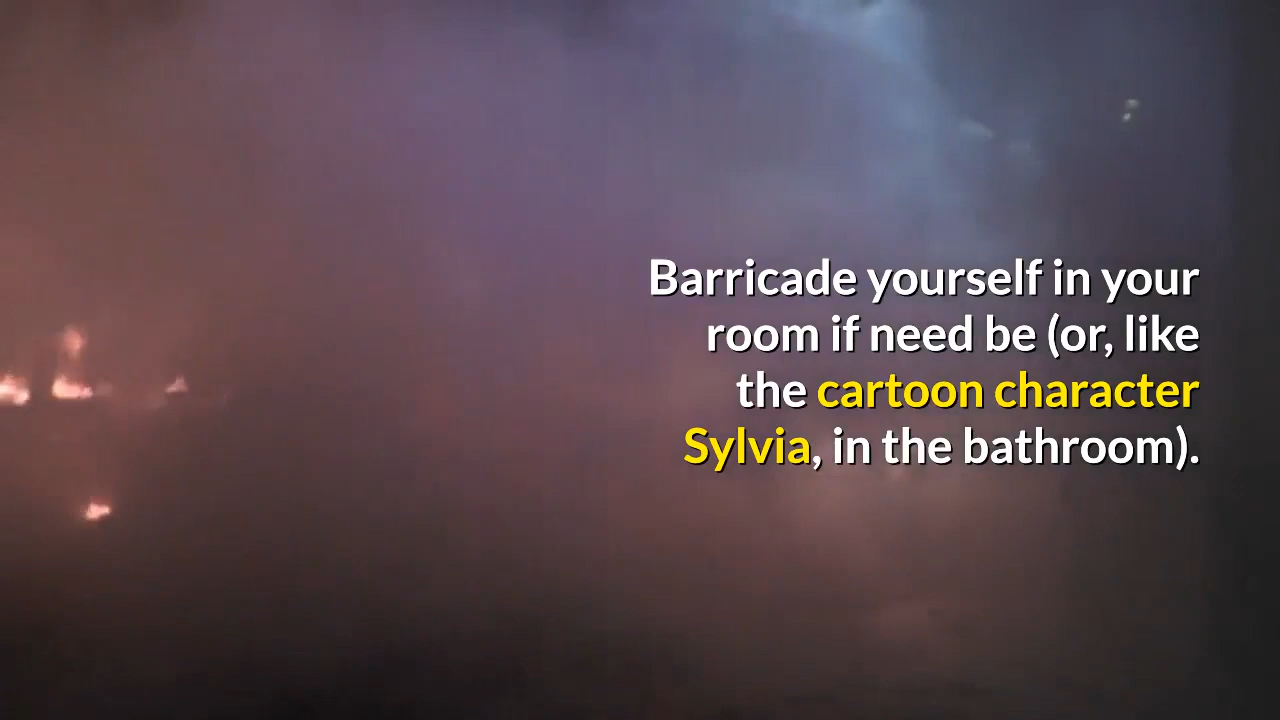 Barricade yourself in your
room if need be (or, like
the cartoon character
Sylvia, in the bathroom).